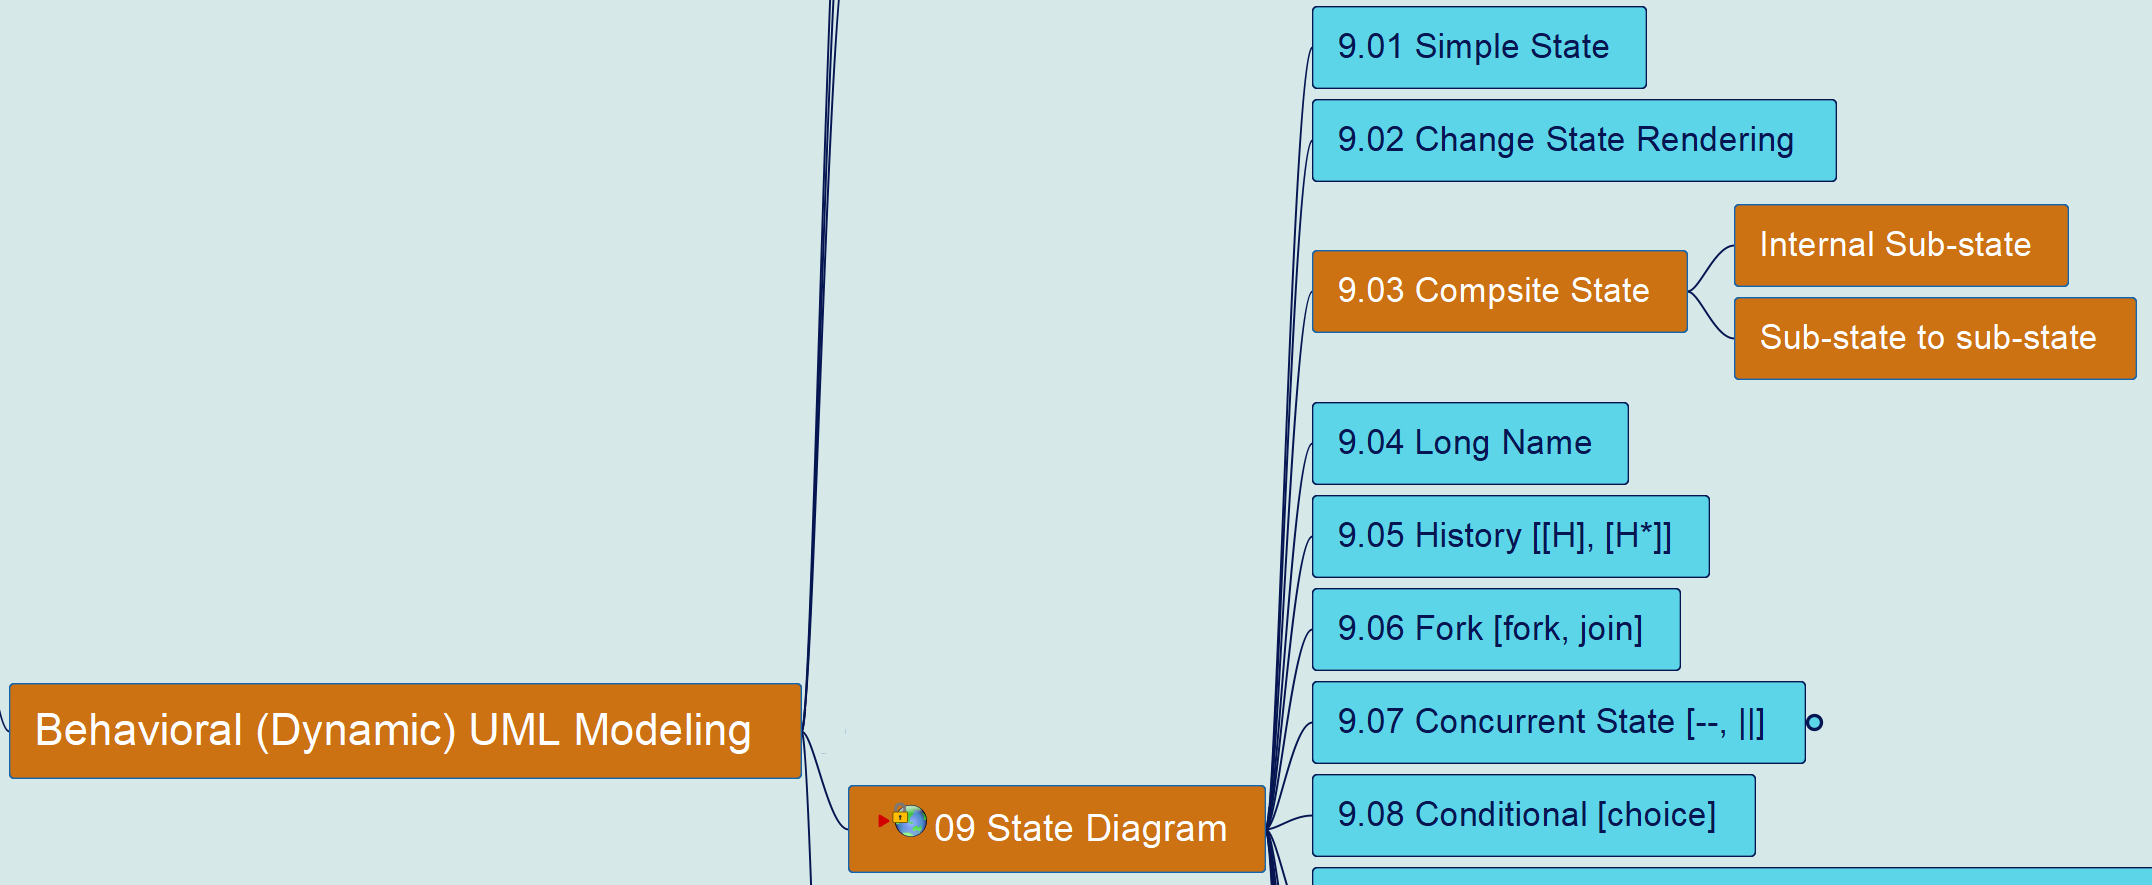 9.01 Simple State
9.02 Change State Rendering
Internal Sub-state
9.03 Compsite State
Sub-state to sub-state
9.04 Long Name
9.05 History [[H], [H*]]
9.06 Fork [fork, join]
Behavioral (Dynamic) UML Modeling
9.07 Concurrent State [--, ||]
9.08 Conditional [choice]
09 State Diagram